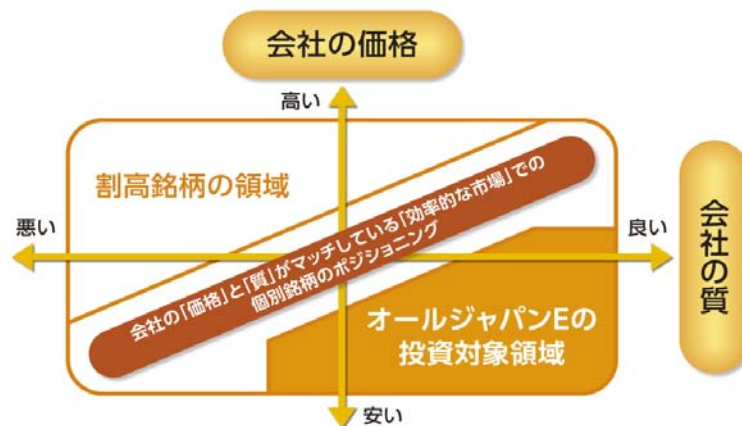 会社の価格
高い
割高銘柄の領域
悪い
会社の「価格」と「質」がマッチしている「効率的な市場」での
個別銘柄のポジショニング
良い
会社の質
オールジャパンEの
投資対象領域
安い